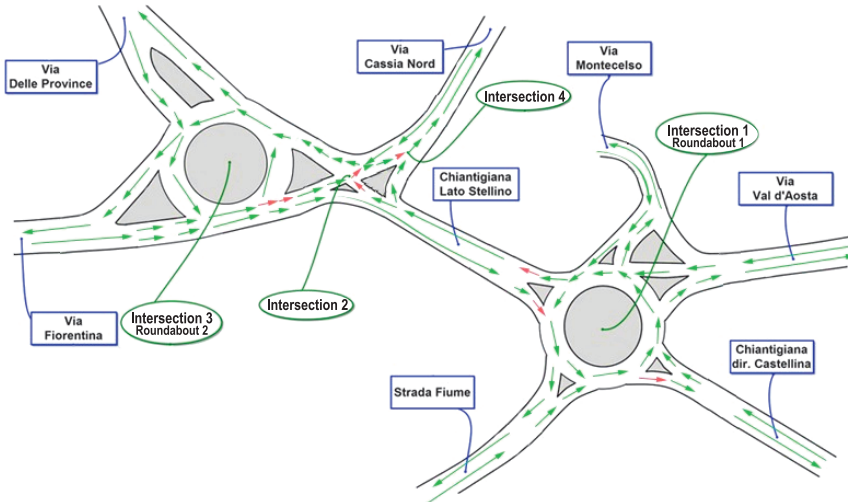 Via
Delle Province
Via
Cassia Nord
Via
Montecelso
Intersection 4
Intersection 1
Roundabout 1
Chiantigiana
Lato Stellino
Via
Val d'Aosta
Intersection 2
Intersection 3
Roundabout 2
Via
Fiorentina
Chiantigiana
dir. Castellina
Strada Fiume